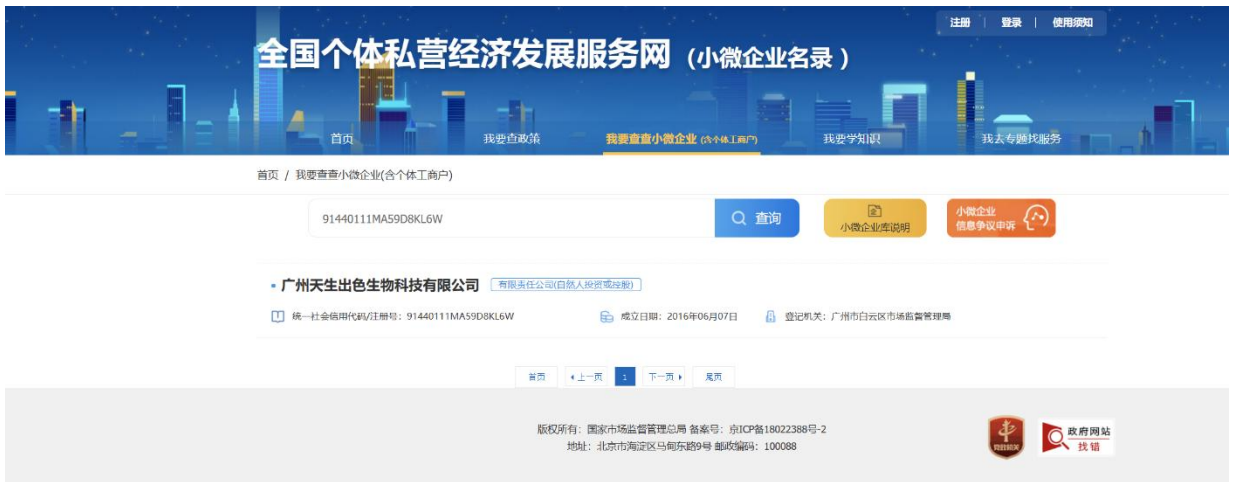 注册 | 登录 | 使用须知
全国个体私营经济发展服务网 (小微企业名录)
首页 我要查政策 我要查查小微企业 (含个体工商户) 我要学知识 我去专题找服务
首页 / 我要查查小微企业(含个体工商户)
91440111MA59D8KL6W 查询
小微企业库说明
小微企业
信息争议申诉
广州天生出色生物科技有限公司 有限责任公司(自然人投资或控股)
统一社会信用代码/注册号: 91440111MA59D8KL6W 成立日期: 2016年06月07日 登记机关: 广州市白云区市场监督管理局
首页 上一页 1 下一页 尾页
版权所有: 国家市场监督管理总局 备案号: 京ICP备18022388号-2
地址: 北京市海淀区马甸东路9号 邮政编码: 100088
党政机关
政府网站
找错